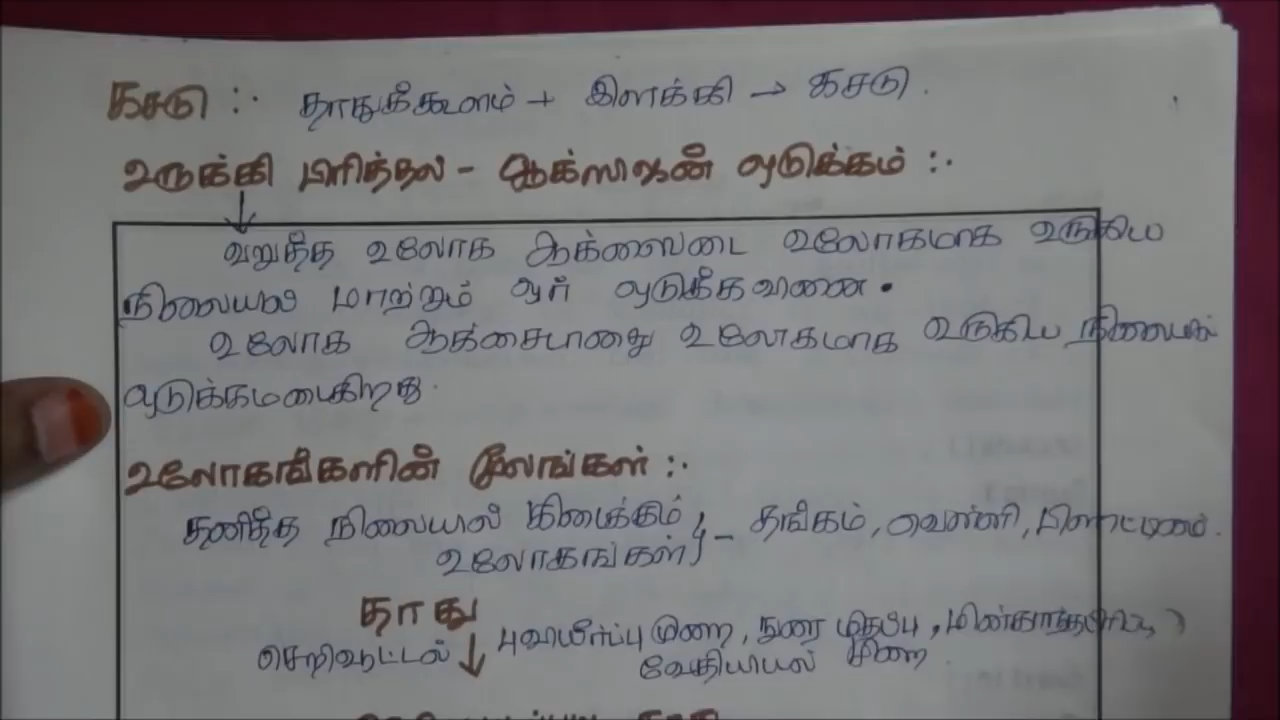 கசடு :- தாதுக்கூளம் + இளக்கி → கசடு.
உருக்கி பிரித்தல் - ஆக்ஸிஜன் ஒடுக்கம் :-
வறுத்த உலோக ஆக்ஸைடை உலோகமாக உருகிய
நிலையில் மாற்றும் ஓர் ஒடுக்கவினை.
உலோக ஆக்சைடானது உலோகமாக உருகிய நிலையில்
ஒடுக்கமடைகிறது.
உலோகங்களின் மூலங்கள் :-
தனித்த நிலையில் கிடைக்கும் } - தங்கம், வெள்ளி, பிளாட்டினம்.
உலோகங்கள்
தாது
செறிவூட்டல் ↓ புவியீர்ப்பு முறை, நுரை மிதப்பு, மின்காந்தப்பிரிப்பு,
வேதியியல் முறை